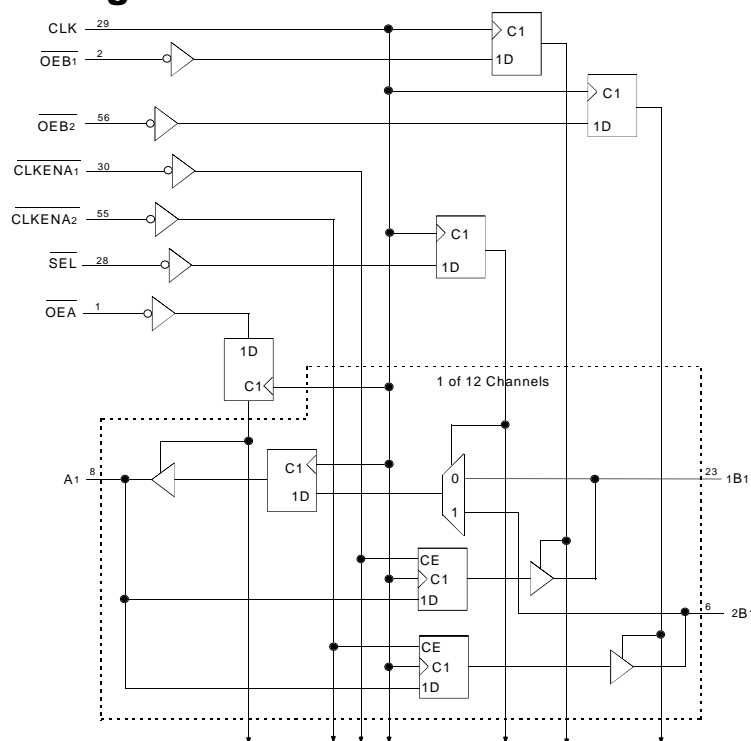 CLK 29
OEB1 2
OEB2 56
CLKENA1 30
CLKENA2 55
SEL 28
OEA 1
C1
1D
C1
1D
C1
1D
1D
C1
1 of 12 Channels
A1 8
C1
1D
0
1
23 1B1
CE
C1
1D
6 2B1
CE
C1
1D